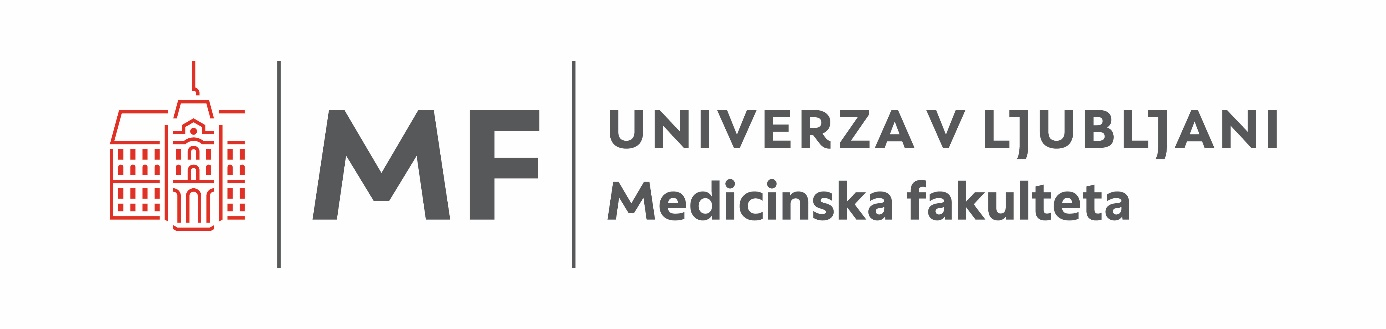 MF
UNIVERZA V LJUBLJANI
Medicinska fakulteta